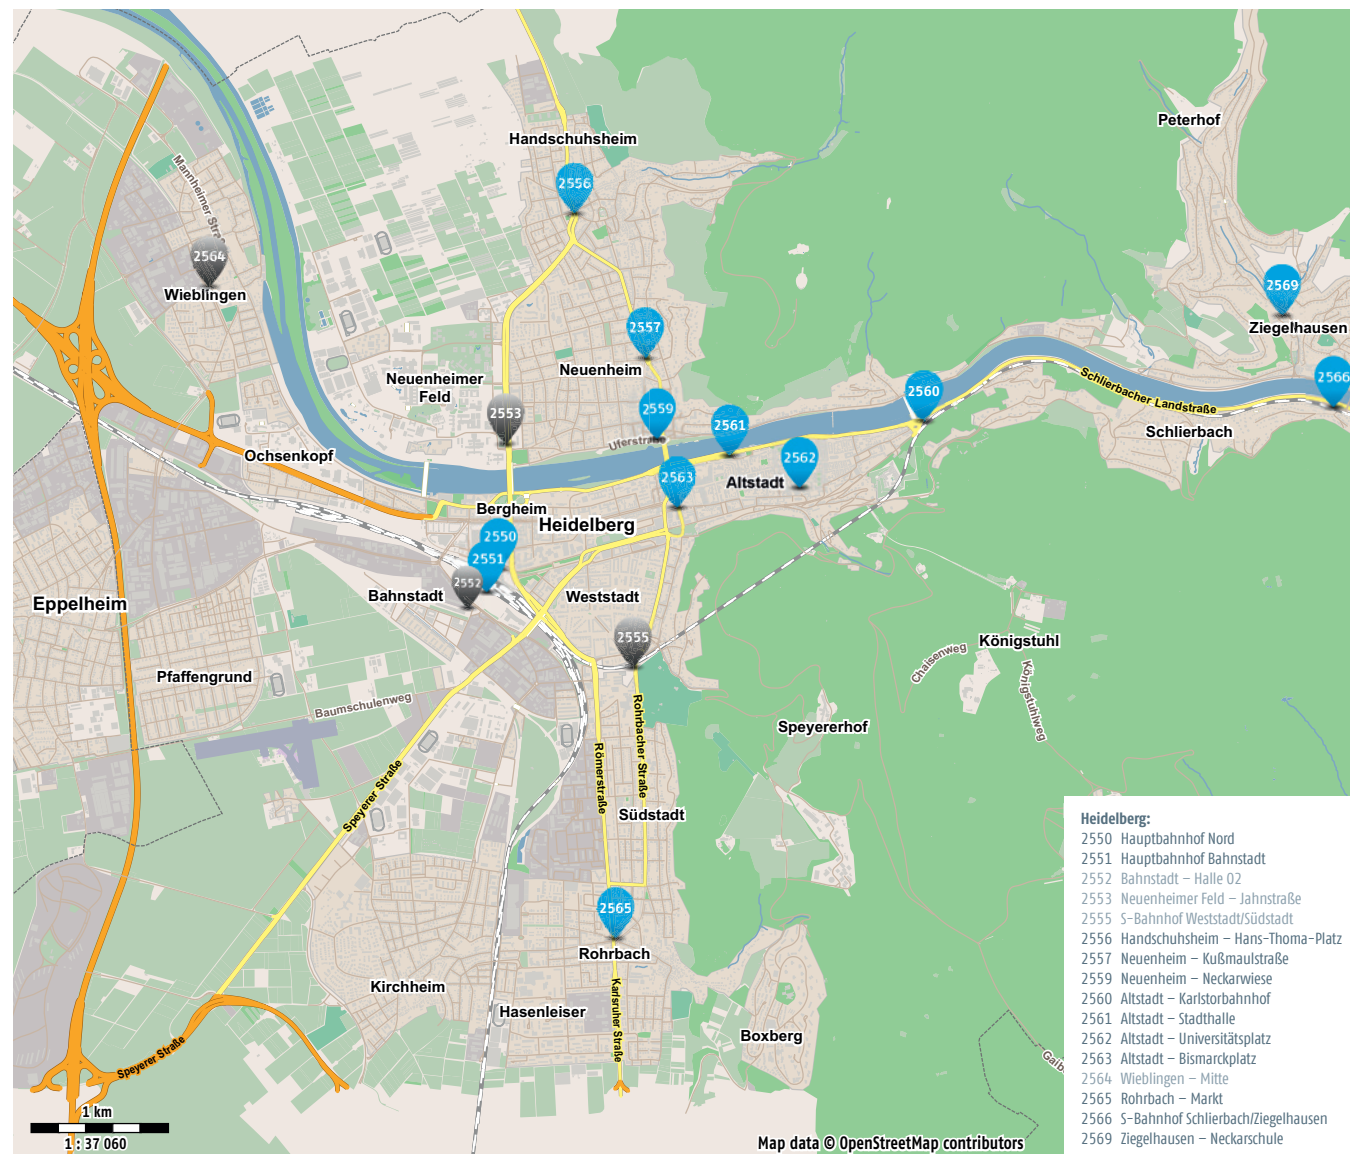 Peterhof
Handschuhsheim
Mannheimer Straße
2556
2564
Wieblingen
2569
Ziegelhausen
2557
Neuenheim
Neuenheimer
Feld
2566
2560
Schlierbacher Landstraße
2553
2559
2561
Uferstraße
Schlierbach
Ochsenkopf
2562
2563
Altstadt
Bergheim
Heidelberg
2550
2551
2552
Bahnstadt
Weststadt
Eppelheim
2555
Königstuhl
Chaisenweg
Königstuhlweg
Pfaffengrund
Baumschulenweg
Rohrbacher Straße
Speyererhof
Römerstraße
Speyerer Straße
Südstadt
2565
Rohrbach
Kirchheim
Karlsruher Straße
Hasenleiser
Boxberg
Speyerer Straße
Gaib
1 km
1 : 37 060
Map data © OpenStreetMap contributors
Heidelberg:
2550 Hauptbahnhof Nord
2551 Hauptbahnhof Bahnstadt
2552 Bahnstadt – Halle 02
2553 Neuenheimer Feld – Jahnstraße
2555 S-Bahnhof Weststadt/Südstadt
2556 Handschuhsheim – Hans-Thoma-Platz
2557 Neuenheim – Kußmaulstraße
2559 Neuenheim – Neckarwiese
2560 Altstadt – Karlstorbahnhof
2561 Altstadt – Stadthalle
2562 Altstadt – Universitätsplatz
2563 Altstadt – Bismarckplatz
2564 Wieblingen – Mitte
2565 Rohrbach – Markt
2566 S-Bahnhof Schlierbach/Ziegelhausen
2569 Ziegelhausen – Neckarschule